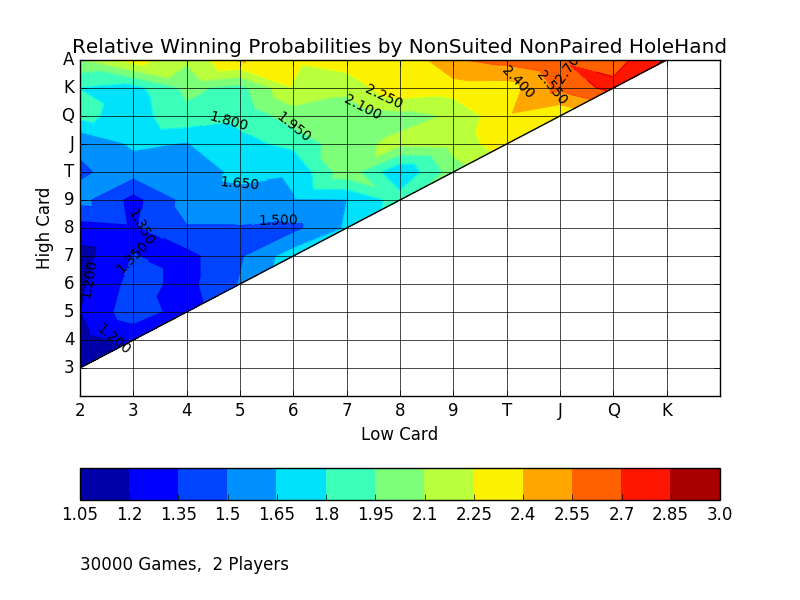 Relative Winning Probabilities by NonSuited NonPaired HoleHand
A
K
Q
J
T
9
8
7
6
5
4
3
High Card
2.400
2.550
2.70
2.250
2.100
1.950
1.800
1.650
1.500
1.350
1.350
1.200
1.200
2 3 4 5 6 7 8 9 T J Q K
Low Card
1.05 1.2 1.35 1.5 1.65 1.8 1.95 2.1 2.25 2.4 2.55 2.7 2.85 3.0
30000 Games,  2 Players